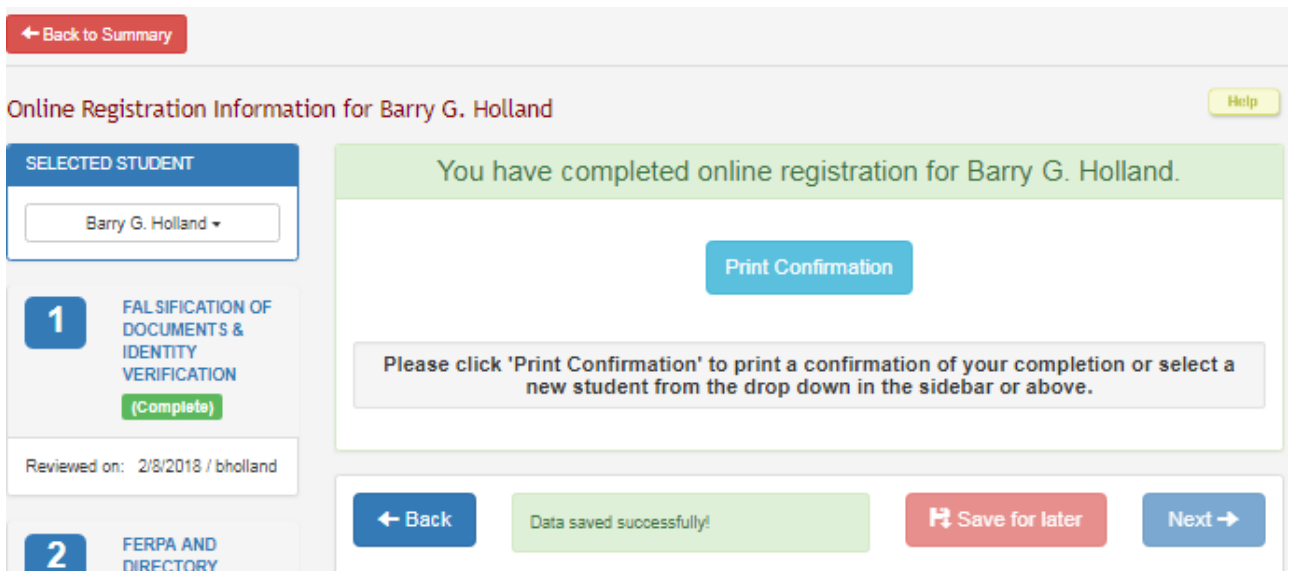 Back to Summary
Online Registration Information for Barry G. Holland
Help
SELECTED STUDENT
Barry G. Holland
1
FALSIFICATION OF
DOCUMENTS &
IDENTITY
VERIFICATION
(Complete)
Reviewed on: 2/8/2018 / bholland
2
FERPA AND
DIRECTORY
You have completed online registration for Barry G. Holland.
Print Confirmation
Please click 'Print Confirmation' to print a confirmation of your completion or select a
new student from the drop down in the sidebar or above.
Back
Data saved successfully!
Save for later
Next